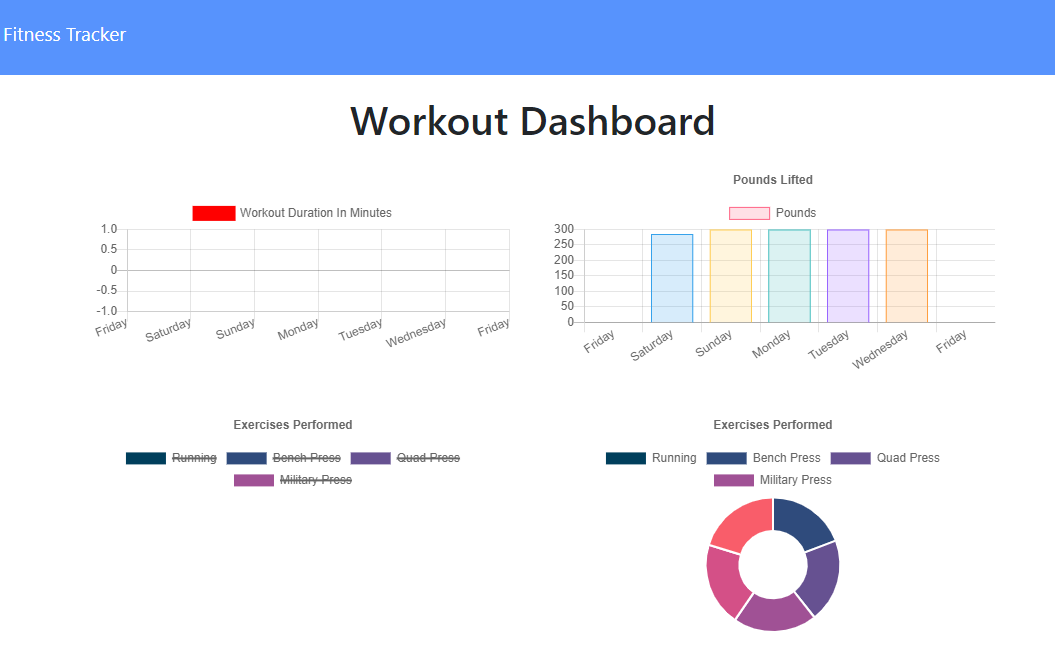 Fitness Tracker
Workout Dashboard
Workout Duration In Minutes
1.0
0.5
0
-0.5
-1.0
Friday Saturday Sunday Monday Tuesday Wednesday Friday
Pounds Lifted
Pounds
300
250
200
150
100
50
0
Friday Saturday Sunday Monday Tuesday Wednesday Friday
Exercises Performed
Running Bench Press Quad Press
Military Press
Exercises Performed
Running Bench Press Quad Press
Military Press